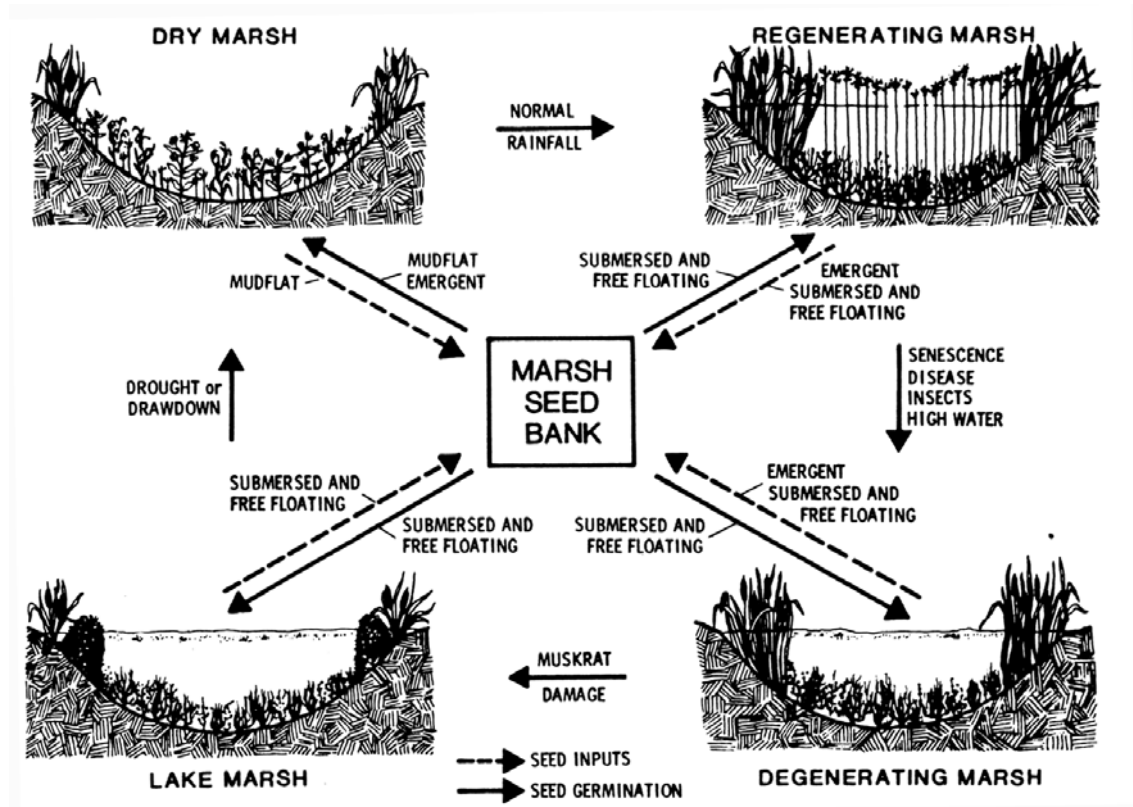 DRY MARSH
REGENERATING MARSH
NORMAL
RAINFALL
MUDFLAT
MUDFLAT
EMERGENT
SUBMERSED AND
FREE FLOATING
EMERGENT
SUBMERSED AND
FREE FLOATING
MARSH
SEED
BANK
DROUGHT or
DRAWDOWN
SENESCENCE
DISEASE
INSECTS
HIGH WATER
SUBMERSED AND
FREE FLOATING
SUBMERSED AND
FREE FLOATING
SUBMERSED AND
FREE FLOATING
EMERGENT
SUBMERSED AND
FREE FLOATING
MUSKRAT
DAMAGE
LAKE MARSH
DEGENERATING MARSH
SEED INPUTS
SEED GERMINATION